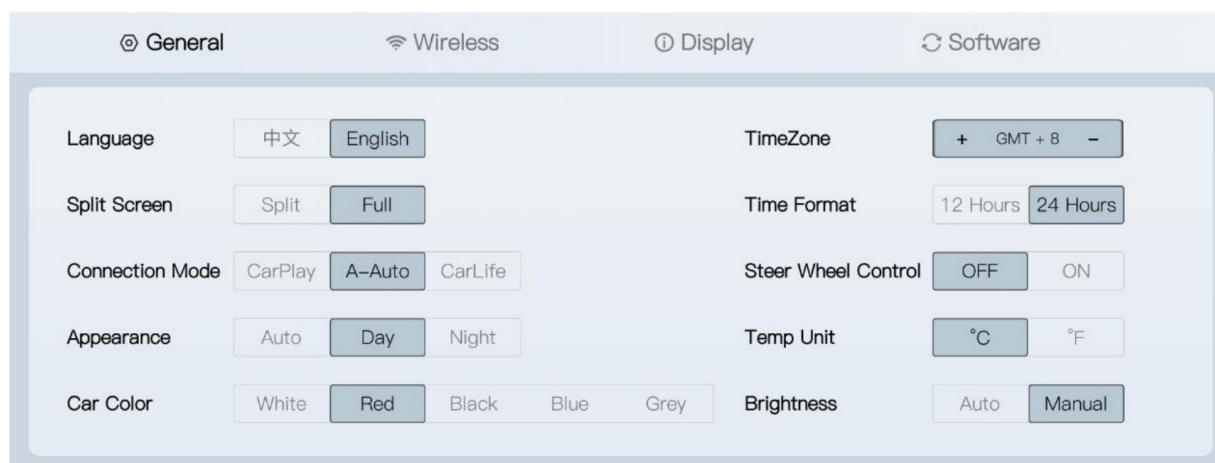 General Wireless Display Software
Language 中文 English TimeZone + GMT + 8 −
Split Screen Split Full Time Format 12 Hours 24 Hours
Connection Mode CarPlay A-Auto CarLife Steer Wheel Control OFF ON
Appearance Auto Day Night Temp Unit °C °F
Car Color White Red Black Blue Grey Brightness Auto Manual